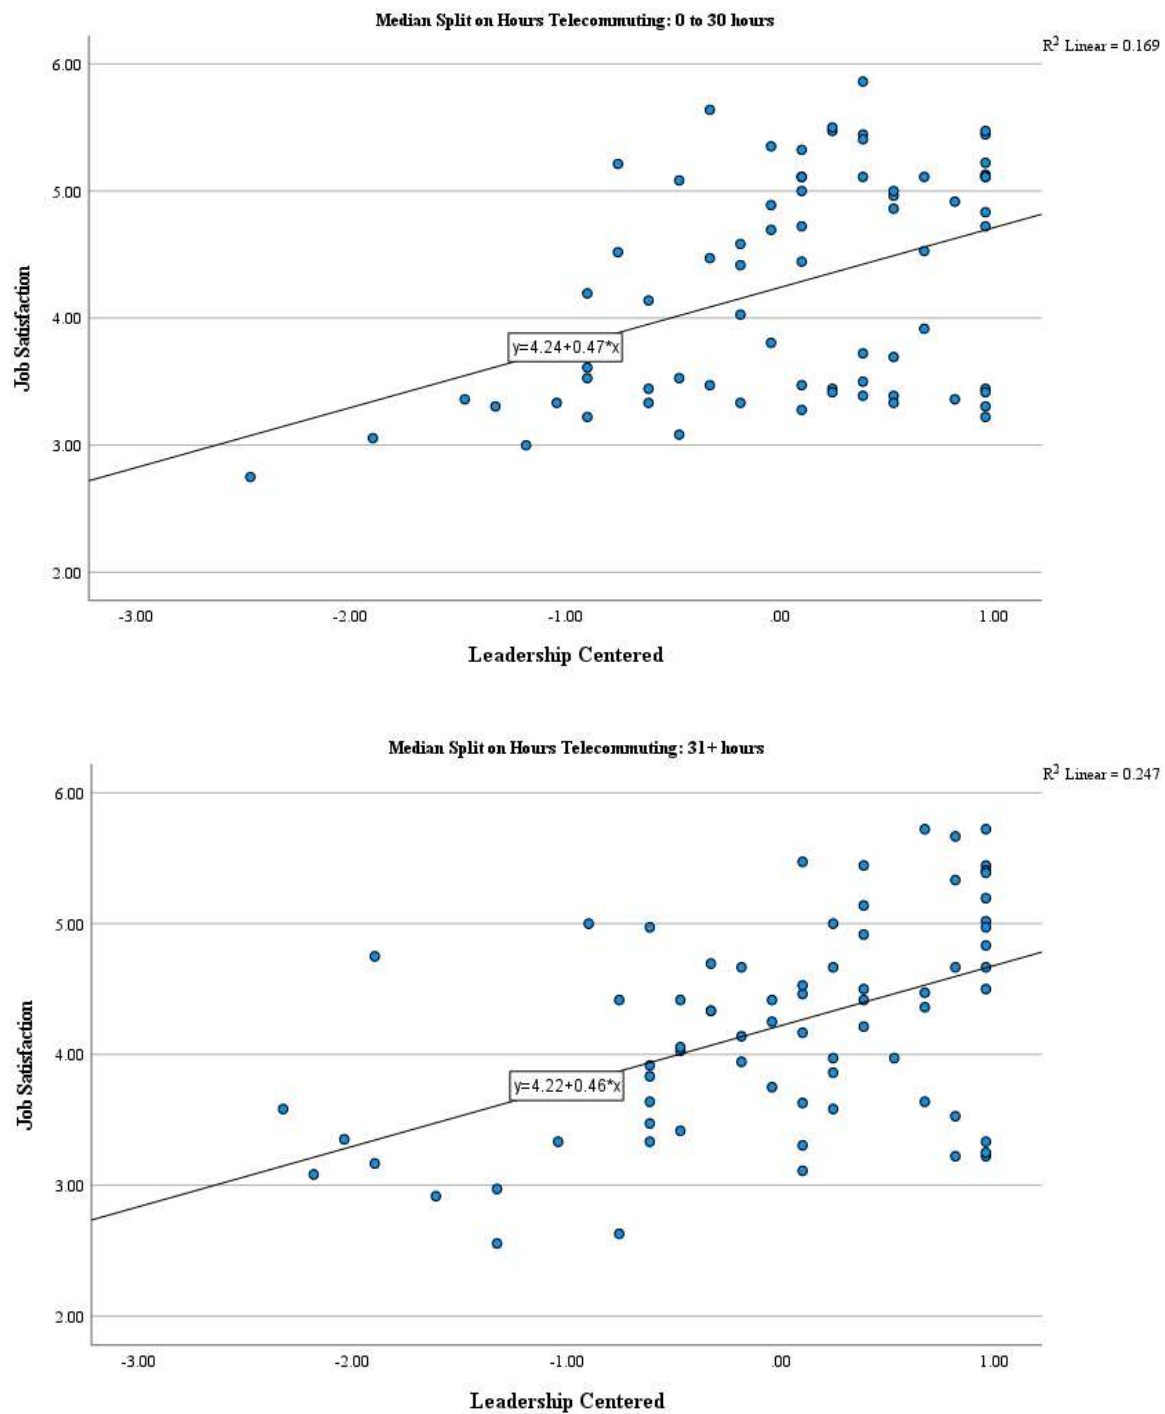 Median Split on Hours Telecommuting: 0 to 30 hours
R2 Linear = 0.169
6.00
5.00
4.00
3.00
2.00
Job Satisfaction
y=4.24+0.47*x
-3.00 -2.00 -1.00 .00 1.00
Leadership Centered
Median Split on Hours Telecommuting: 31+ hours
R2 Linear = 0.247
6.00
5.00
4.00
3.00
2.00
Job Satisfaction
y=4.22+0.46*x
-3.00 -2.00 -1.00 .00 1.00
Leadership Centered